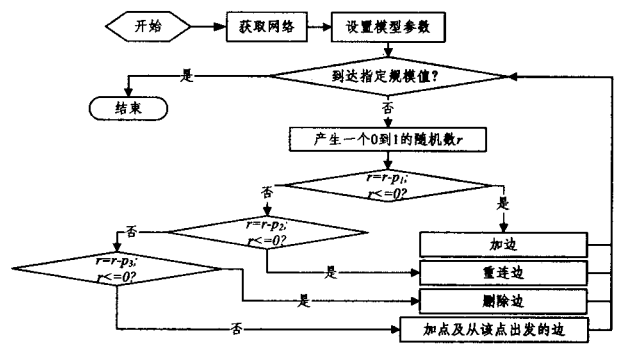 开始
获取网络
设置模型参数
到达指定规模值?
是
结束
否
产生一个0到1的随机数r
r=r-p1;
r<=0?
否
是
r=r-p2;
r<=0?
加边
否
r=r-p3;
r<=0?
是
重连边
是
删除边
否
加点及从该点出发的边